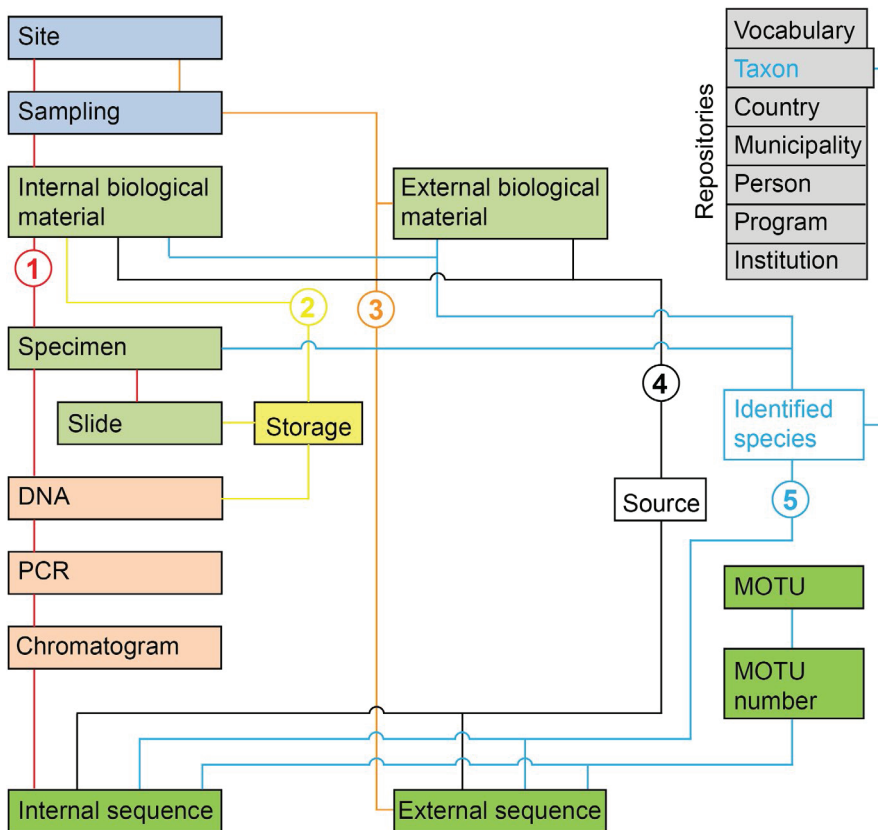 Site
Sampling
Internal biological
material
External biological
material
Repositories
Vocabulary
Taxon
Country
Municipality
Person
Program
Institution
1
2
3
Specimen
4
Slide
Storage
Identified
species
DNA
Source
5
PCR
MOTU
Chromatogram
MOTU
number
Internal sequence
External sequence